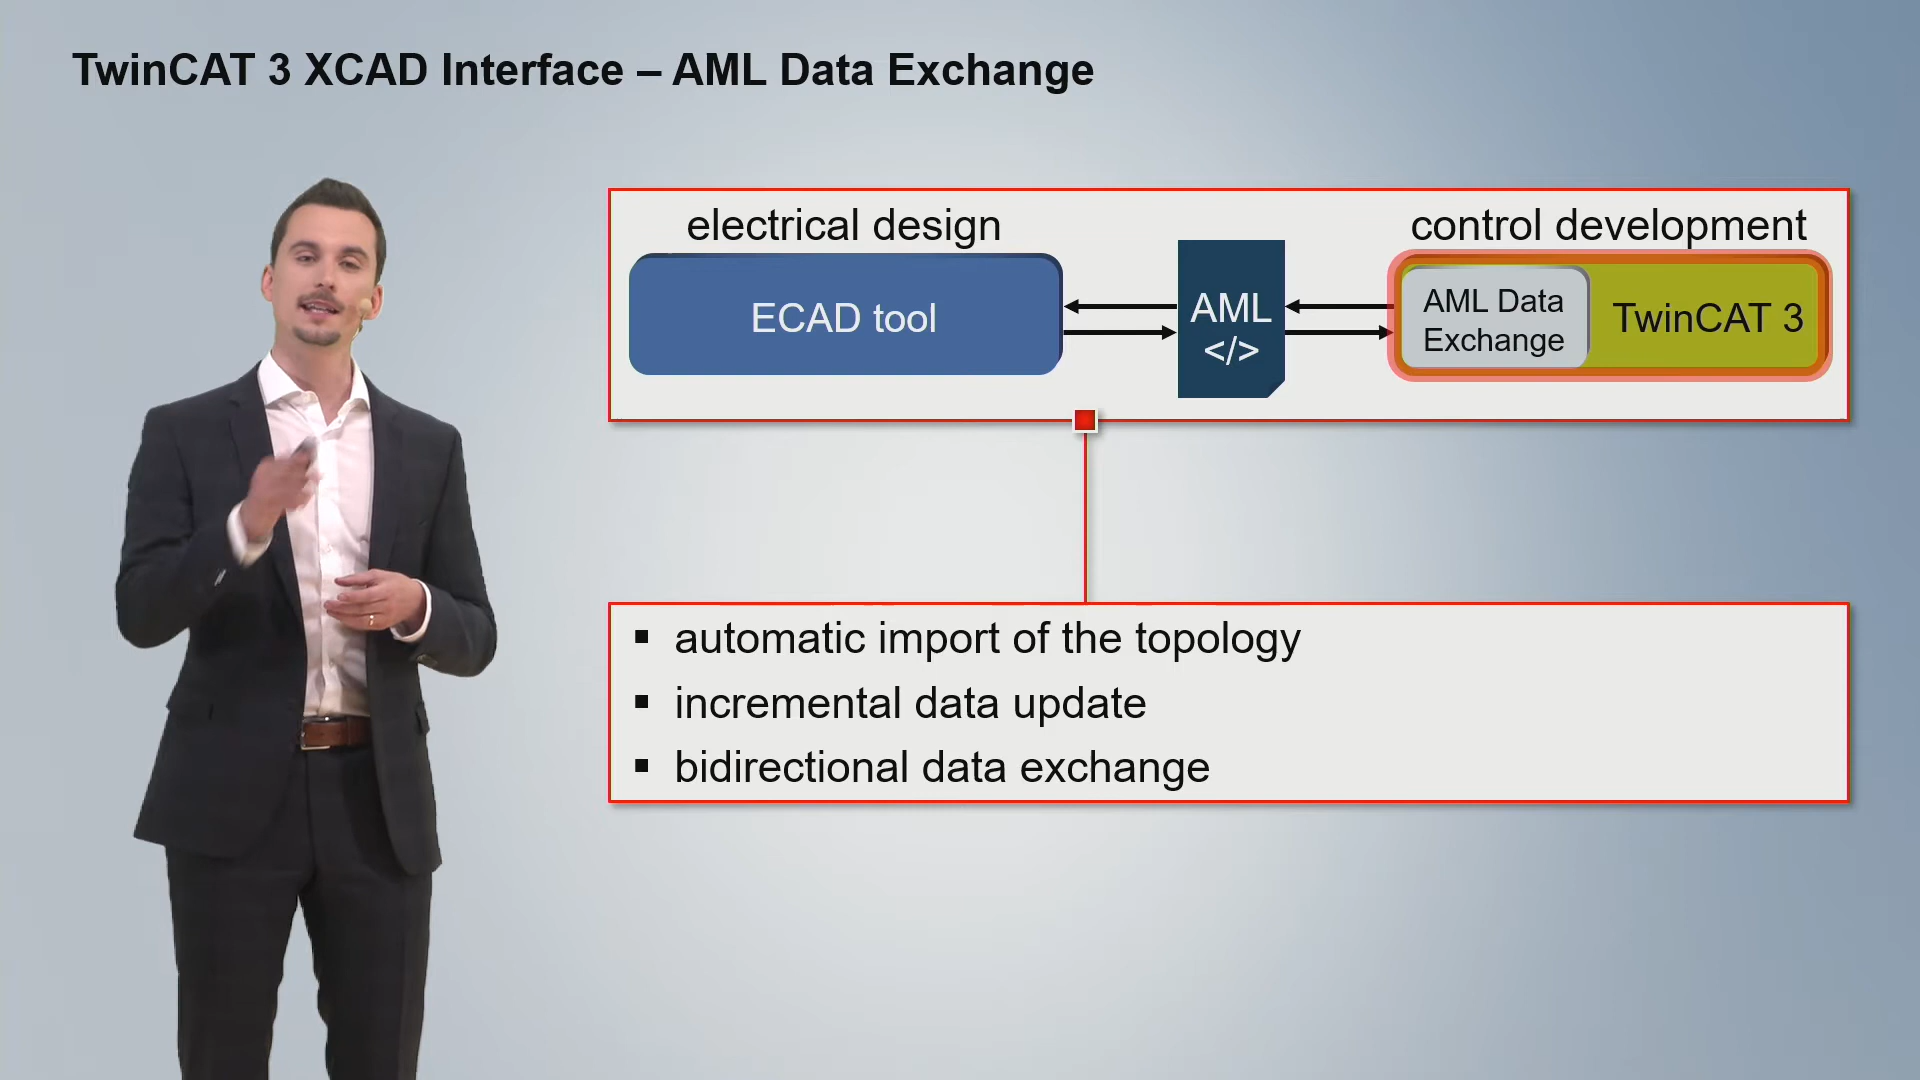 TwinCAT 3 XCAD Interface – AML Data Exchange
electrical design
control development
ECAD tool
AML
</>
AML Data
Exchange
TwinCAT 3
▪ automatic import of the topology
▪ incremental data update
▪ bidirectional data exchange